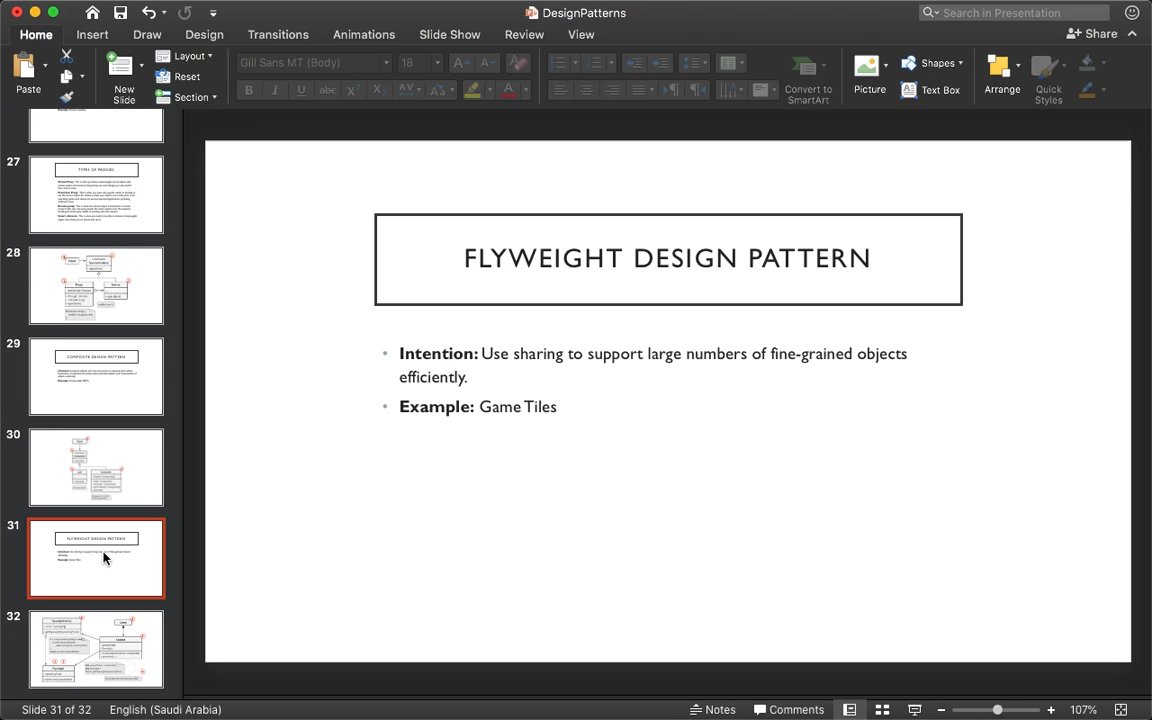 DesignPatterns
Search in Presentation
Home Insert Draw Design Transitions Animations Slide Show Review View
Share
Paste
New
Slide
Layout
Reset
Section
Gill Sans MT (Body)
18
Convert to
SmartArt
Picture
Shapes
Text Box
Arrange
Quick
Styles
27
TYPES OF PROXIES
28
29
COMPOSITE DESIGN PATTERN
30
31
FLYWEIGHT DESIGN PATTERN
32
FLYWEIGHT DESIGN PATTERN
• Intention: Use sharing to support large numbers of fine-grained objects
efficiently.
• Example: Game Tiles
Slide 31 of 32
English (Saudi Arabia)
Notes
Comments
107%